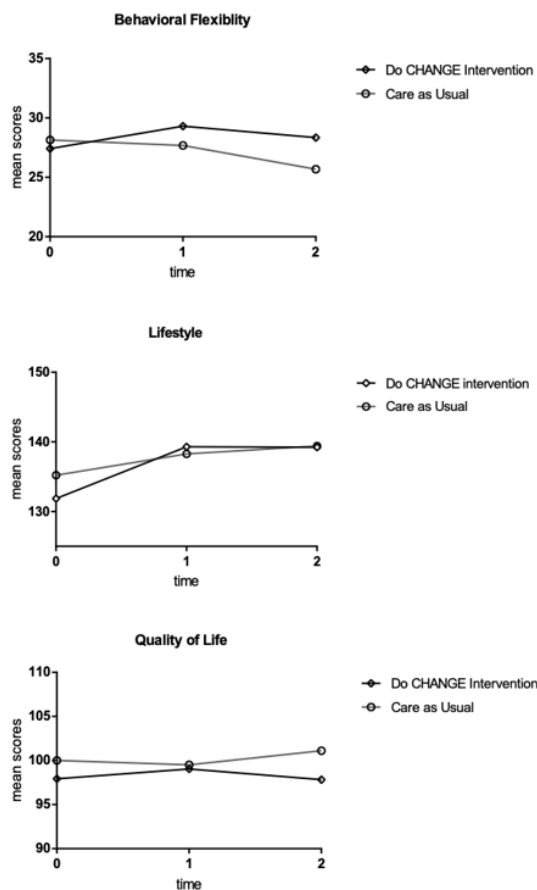 Behavioral Flexiblity
35
30
25
20
mean scores
0 1 2
time
Do CHANGE Intervention
Care as Usual
Lifestyle
150
140
130
mean scores
0 1 2
time
Do CHANGE intervention
Care as Usual
Quality of Life
110
105
100
95
90
mean scores
0 1 2
time
Do CHANGE Intervention
Care as Usual